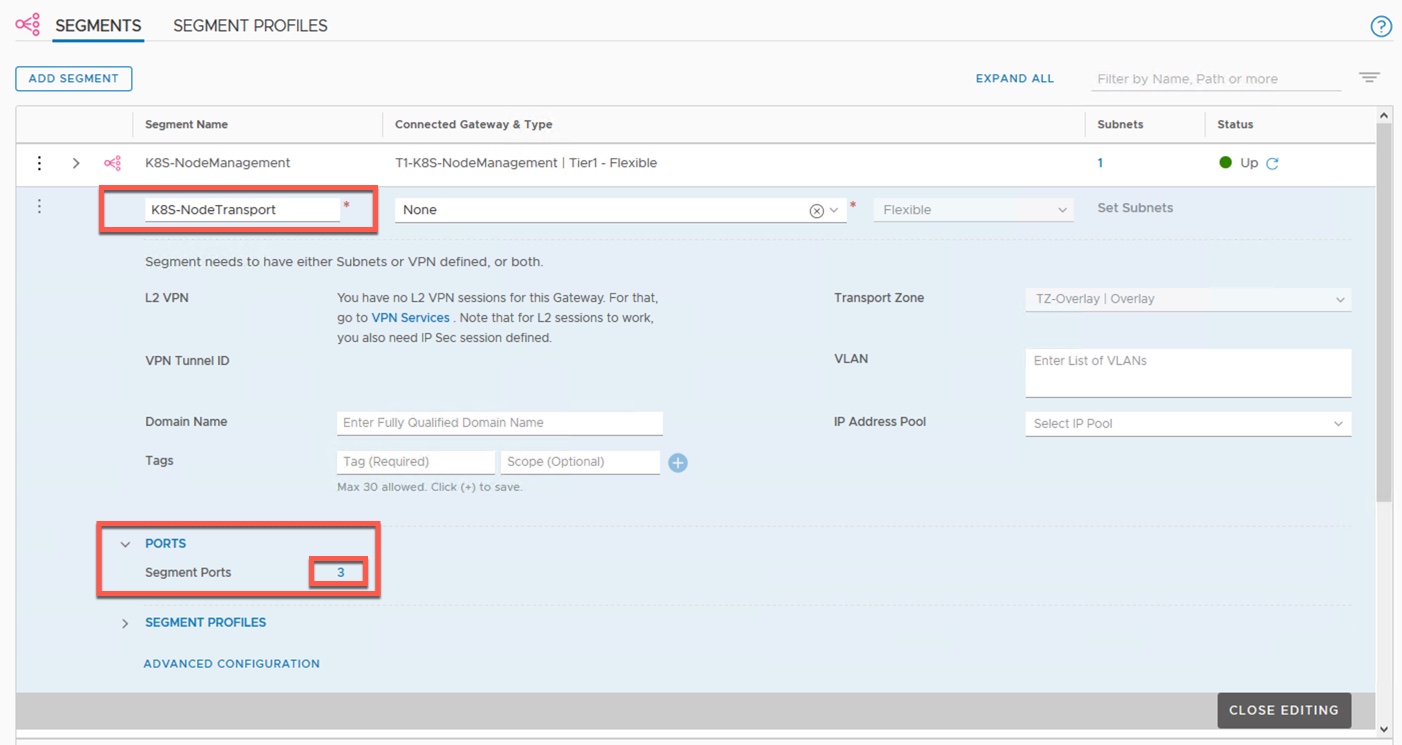 SEGMENTS SEGMENT PROFILES
ADD SEGMENT EXPAND ALL Filter by Name, Path or more
Segment Name Connected Gateway & Type Subnets Status
K8S-NodeManagement T1-K8S-NodeManagement | Tier1 - Flexible 1 Up
K8S-NodeTransport * None * Flexible Set Subnets
Segment needs to have either Subnets or VPN defined, or both.
L2 VPN You have no L2 VPN sessions for this Gateway. For that, Transport Zone TZ-Overlay | Overlay
go to VPN Services . Note that for L2 sessions to work,
you also need IP Sec session defined.
VPN Tunnel ID VLAN Enter List of VLANs
Domain Name Enter Fully Qualified Domain Name IP Address Pool Select IP Pool
Tags Tag (Required) Scope (Optional)
Max 30 allowed. Click (+) to save.
PORTS
Segment Ports 3
SEGMENT PROFILES
ADVANCED CONFIGURATION
CLOSE EDITING